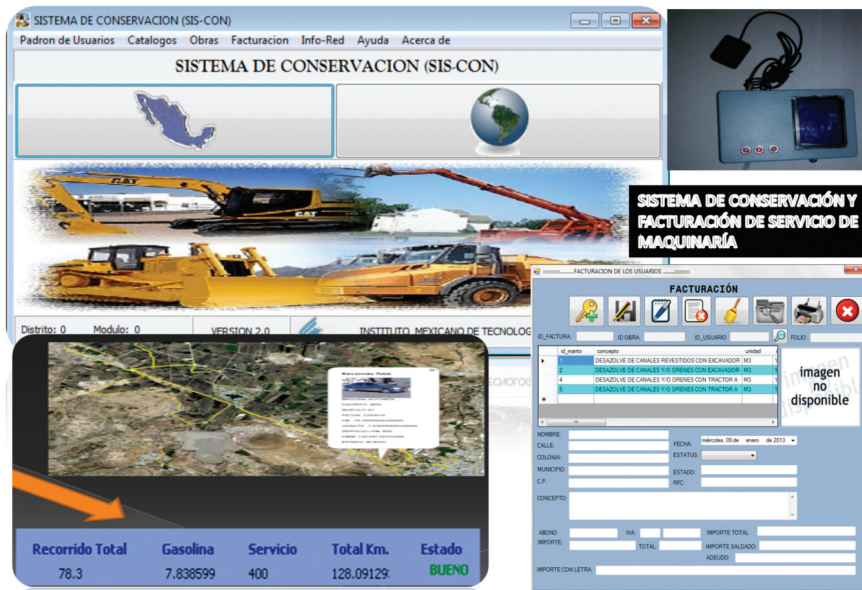 SISTEMA DE CONSERVACION (SIS-CON)
Padron de Usuarios Catalogos Obras Facturacion Info-Red Ayuda Acerca de
SISTEMA DE CONSERVACION (SIS-CON)
CAT
CAT
Distrito: 0 Modulo: 0 VERSION 2.0 INSTITUTO MEXICANO DE TECNOLOG
SISTEMA DE CONSERVACIÓN Y
FACTURACIÓN DE SERVICIO DE
MAQUINARÍA
FACTURACION DE LOS USUARIOS
FACTURACIÓN
ID_FACTURA: ID OBRA: ID_USUARIO FOLIO:
id_manto concepto unidad
1 DESAZOLVE DE CANALES REVESTIDOS CON EXCAVADOR M3 1
2 DESAZOLVE DE CANALES Y/O DRENES CON EXCAVADOR M3 1
4 DESAZOLVE DE CANALES Y/O DRENES CON TRACTOR A M3 1
5 DESAZOLVE DE CANALES Y/O DRENES CON TRACTOR A M3 1
imagen
no
disponible
NOMBRE:
CALLE: FECHA: miércoles, 09 de enero de 2013
COLONIA: ESTATUS:
MUNICIPIO: ESTADO:
C.P. RFC:
CONCEPTO:
ABONO IVA: IMPORTE TOTAL
IMPORTE: TOTAL: IMPORTE SALDADO:
ADEUDO:
IMPORTE CON LETRA:
Recorrido Total
Recorrido Total Gasolina Servicio Total Km. Estado
78.3 7.838599 400 128.09129: BUENO